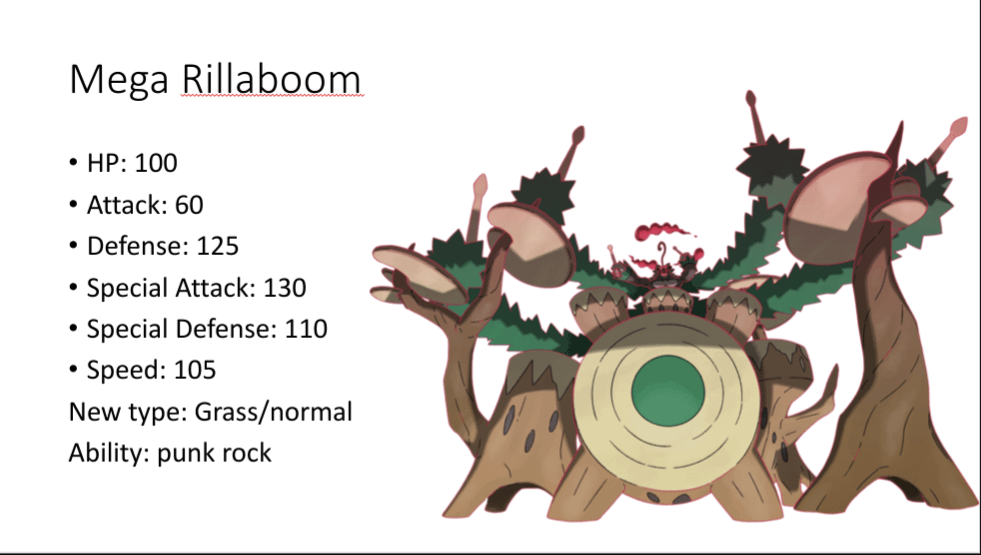 Mega Rillaboom
• HP: 100
• Attack: 60
• Defense: 125
• Special Attack: 130
• Special Defense: 110
• Speed: 105
New type: Grass/normal
Ability: punk rock